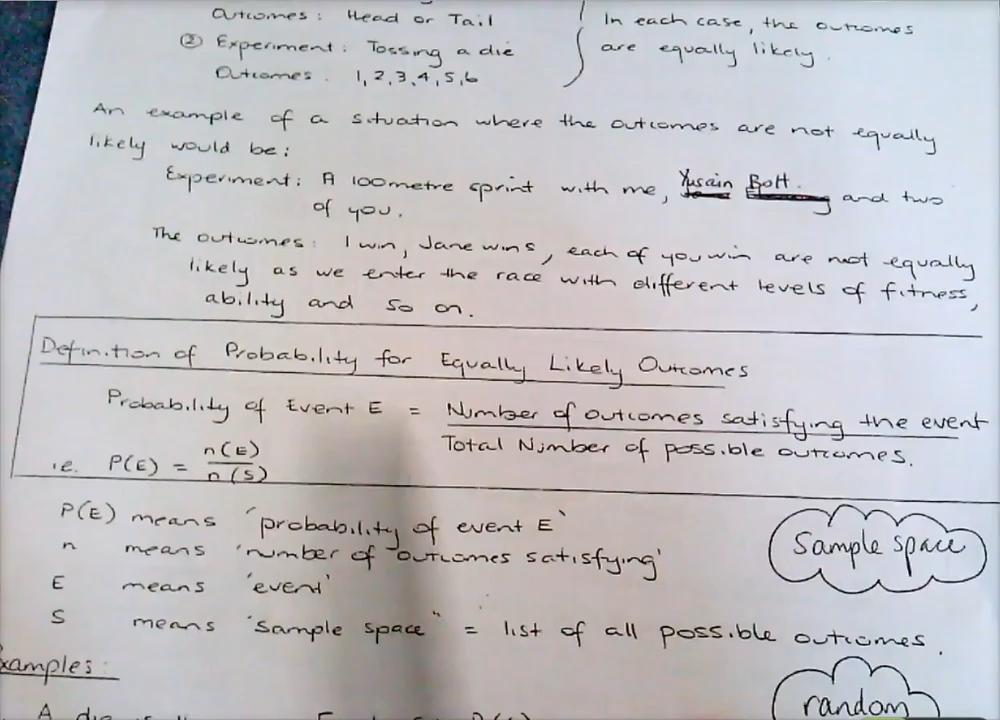 Outcomes: Head or Tail
② Experiment: Tossing a die
Outcomes. 1, 2, 3, 4, 5, 6
In each case, the outcomes
are equally likely.
An example of a situation where the outcomes are not equally
likely would be:
Experiment: A 100metre sprint with me, Yusain Bolt. and two
of you.
The outcomes: I win, Jane wins, each of you win are not equally
likely as we enter the race with different levels of fitness,
ability and so on.
Definition of Probability for Equally Likely Outcomes
Probability of Event E = Number of outcomes satisfying the event
Total Number of possible outcomes.
i.e. P(E) = n(E)
n(S)
P(E) means 'probability of event E'
n means 'number of outcomes satisfying'
E means 'event'
S means 'sample space" = list of all possible outcomes.
Sample space
xamples:
random
A die is